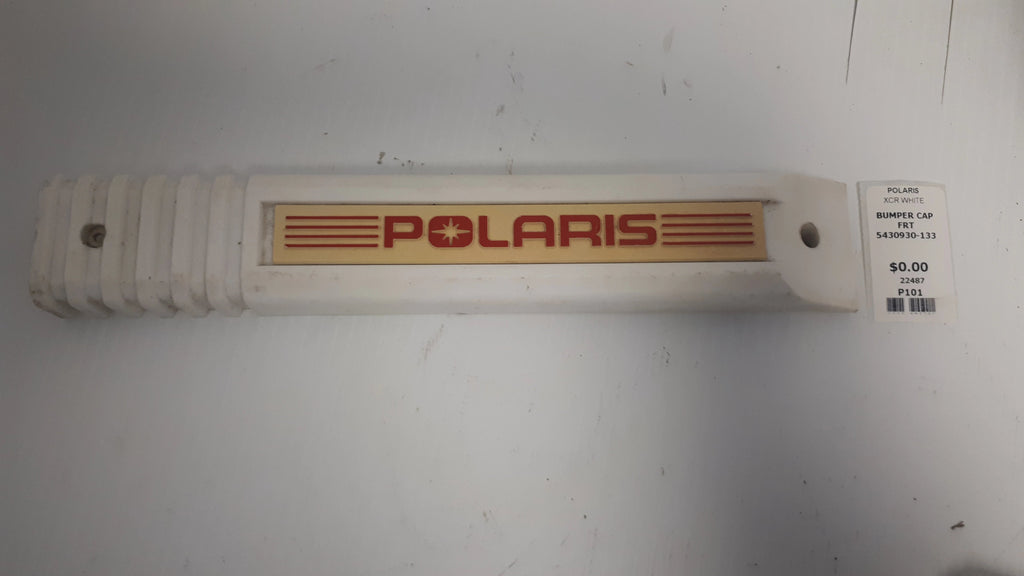 POLARIS
POLARIS
XCR WHITE
BUMPER CAP
FRT
5430930-133
$0.00
22487
P101